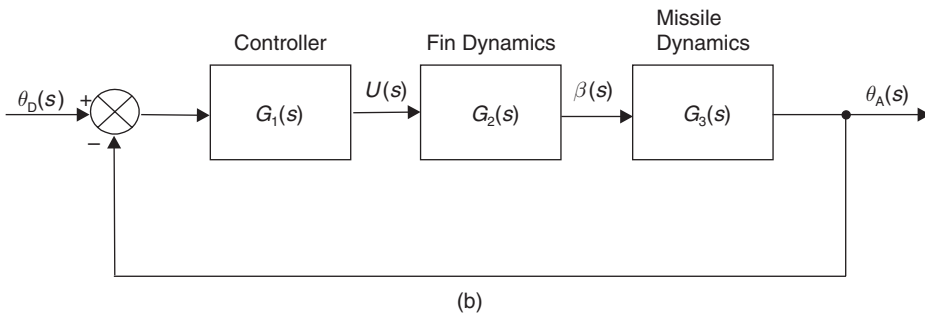 Controller
Fin Dynamics
Missile
Dynamics
θD(s)
+
−
G1(s)
U(s)
G2(s)
β(s)
G3(s)
θA(s)
(b)